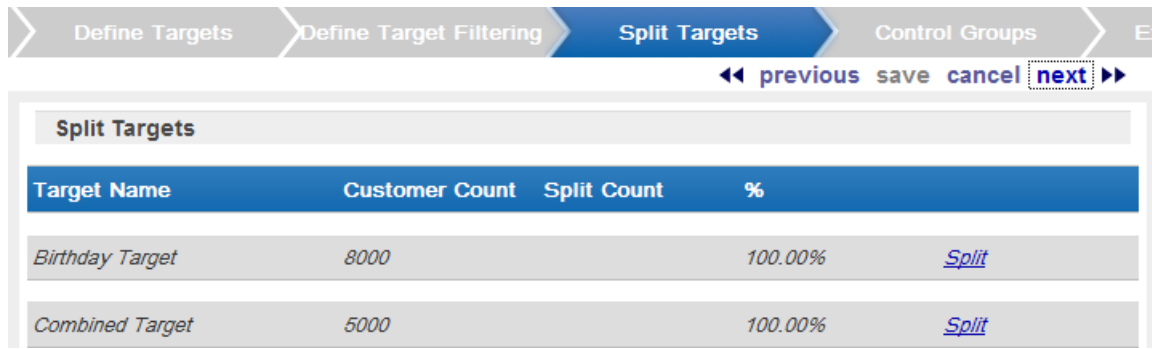 Define Targets Define Target Filtering Split Targets Control Groups E
previous save cancel next
Split Targets
Target Name Customer Count Split Count %
Birthday Target 8000 100.00% Split
Combined Target 5000 100.00% Split